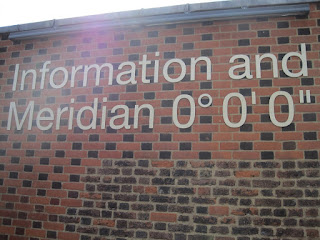 Information and
Meridian 0° 0' 0"